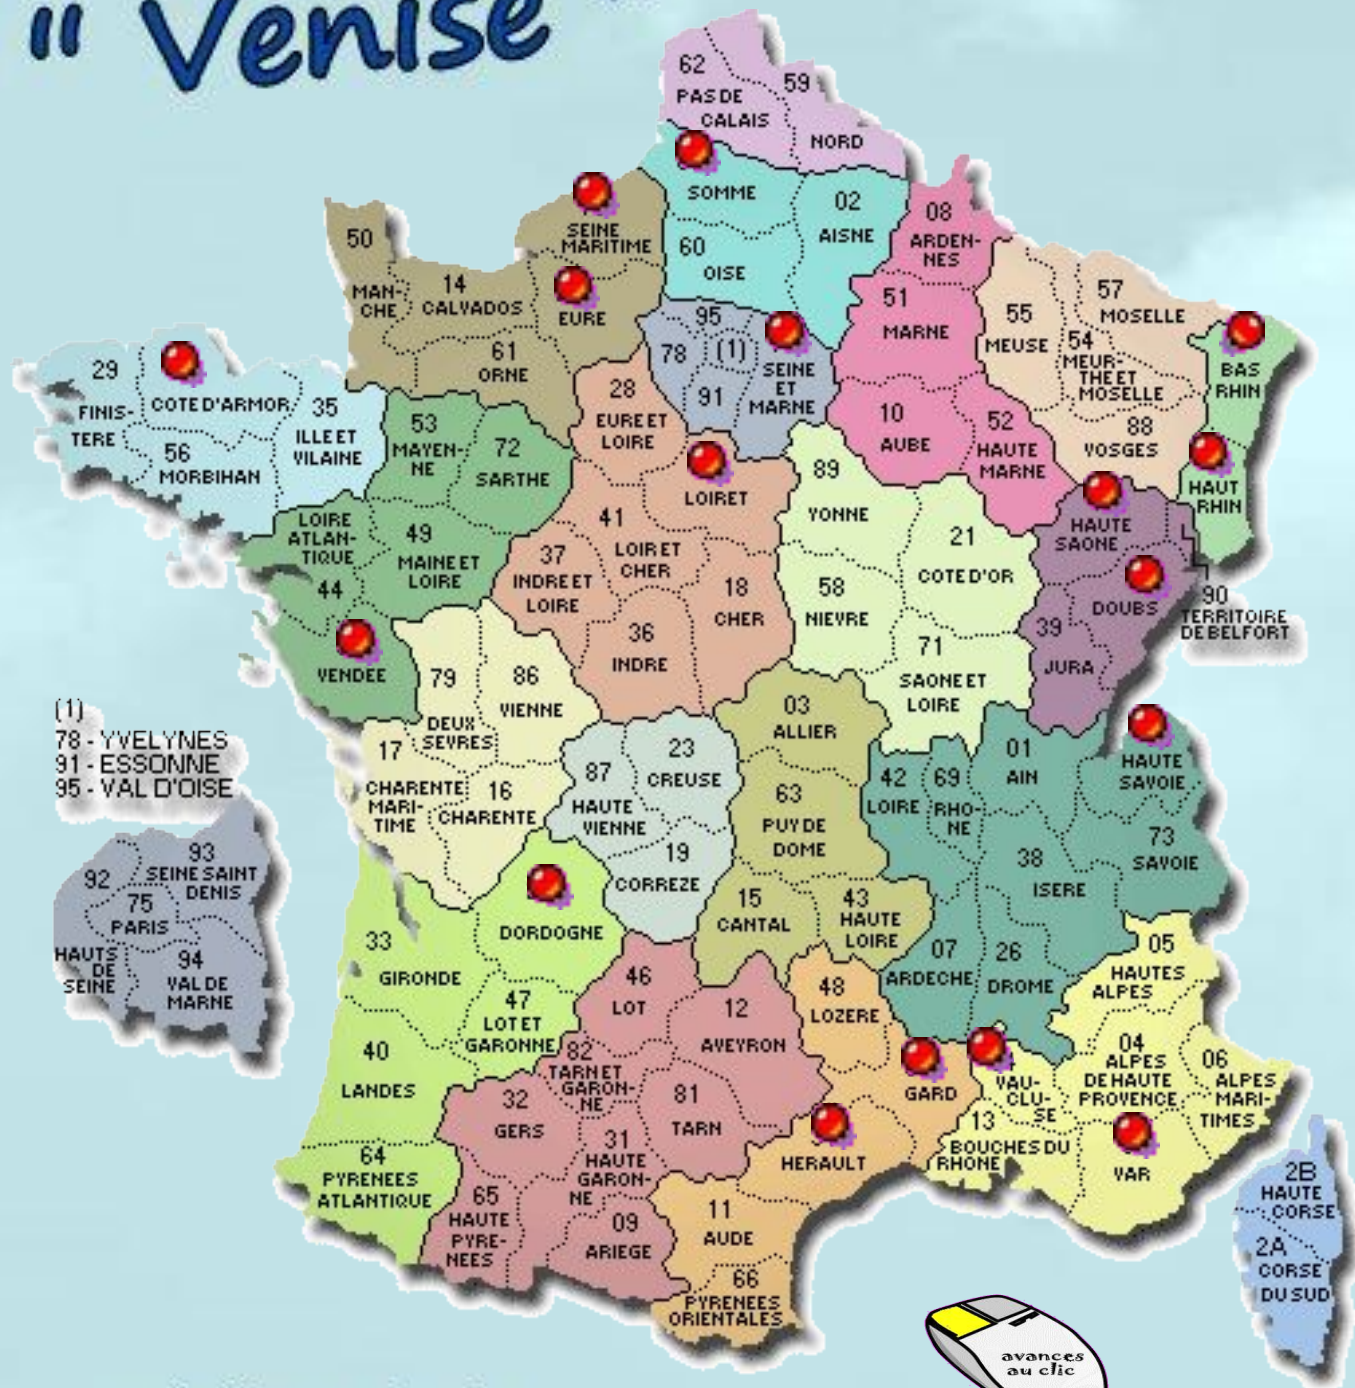 " Venise "
62
PAS DE
CALAIS
59
NORD
SOMME
02
AISNE
60
OISE
08
ARDEN-
NES
SEINE
MARITIME
EURE
50
MAN-
CHE
14
CALVADOS
61
ORNE
95
78
(1)
91
SEINE
ET
MARNE
51
MARNE
10
AUBE
52
HAUTE
MARNE
55
MEUSE
54
MEUR-
THE ET
MOSELLE
57
MOSELLE
88
VOSGES
BAS
RHIN
HAUT
RHIN
29
FINIS-
TERE
COTE D'ARMOR
35
ILLE ET
VILAINE
56
MORBIHAN
53
MAYEN-
NE
72
SARTHE
LOIRE
ATLAN-
TIQUE
44
49
MAINE ET
LOIRE
VENDEE
28
EURE ET
LOIRE
LOIRET
41
LOIR ET
CHER
37
INDRE ET
LOIRE
18
CHER
36
INDRE
89
YONNE
21
COTE D'OR
58
NIEVRE
71
SAONE ET
LOIRE
HAUTE
SAONE
DOUBS
39
JURA
90
TERRITOIRE
DE BELFORT
79
DEUX
SEVRES
86
VIENNE
17
CHARENTE
MARI-
TIME
16
CHARENTE
87
HAUTE
VIENNE
23
CREUSE
19
CORREZE
03
ALLIER
63
PUY DE
DOME
15
CANTAL
43
HAUTE
LOIRE
42
LOIRE
69
RHO-
NE
01
AIN
HAUTE
SAVOIE
73
SAVOIE
38
ISERE
07
ARDECHE
26
DROME
(1)
78 - YVELYNES
91 - ESSONNE
95 - VAL D'OISE
93
SEINE SAINT
DENIS
92
75
PARIS
HAUTS
DE
SEINE
94
VAL DE
MARNE
DORDOGNE
33
GIRONDE
47
LOT ET
GARONNE
40
LANDES
64
PYRENEES
ATLANTIQUE
46
LOT
12
AVEYRON
82
TARN ET
GARON-
NE
81
TARN
32
GERS
31
HAUTE
GARON-
NE
65
HAUTE
PYRE-
NEES
09
ARIEGE
48
LOZERE
GARD
HERAULT
11
AUDE
66
PYRENEES
ORIENTALES
05
HAUTES
ALPES
04
ALPES
DE HAUTE
PROVENCE
06
ALPES
MARI-
TIMES
VAU-
CLU-
SE
13
BOUCHES DU
RHONE
VAR
2B
HAUTE
CORSE
2A
CORSE
DU SUD
avances
au clic